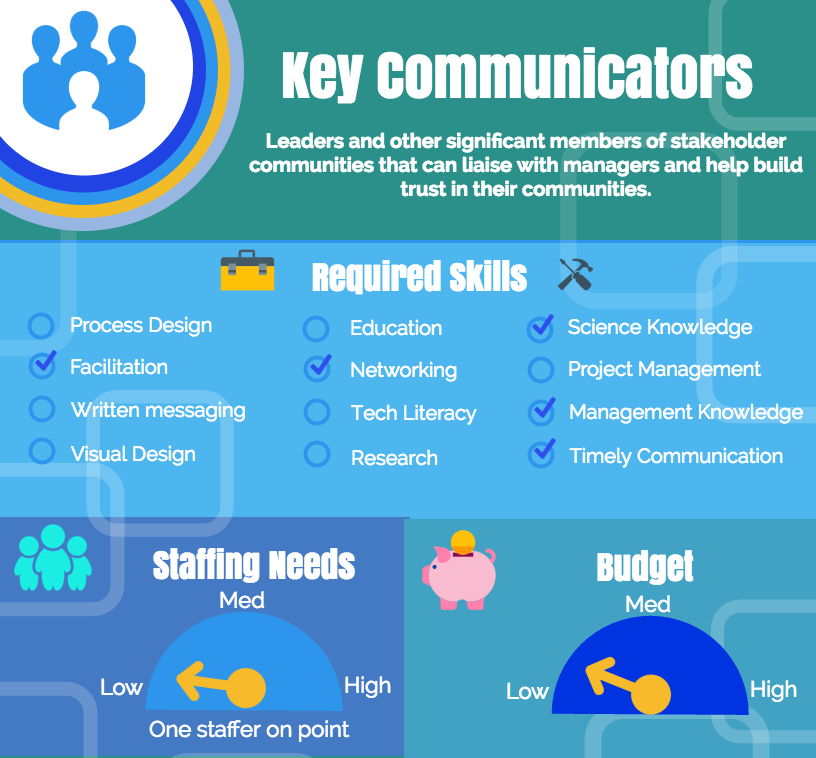 Key Communicators
Leaders and other significant members of stakeholder
communities that can liaise with managers and help build
trust in their communities.
Required Skills
Process Design
Facilitation
Written messaging
Visual Design
Education
Networking
Tech Literacy
Research
Science Knowledge
Project Management
Management Knowledge
Timely Communication
Staffing Needs
Med
Low
High
One staffer on point
Budget
Med
Low
High